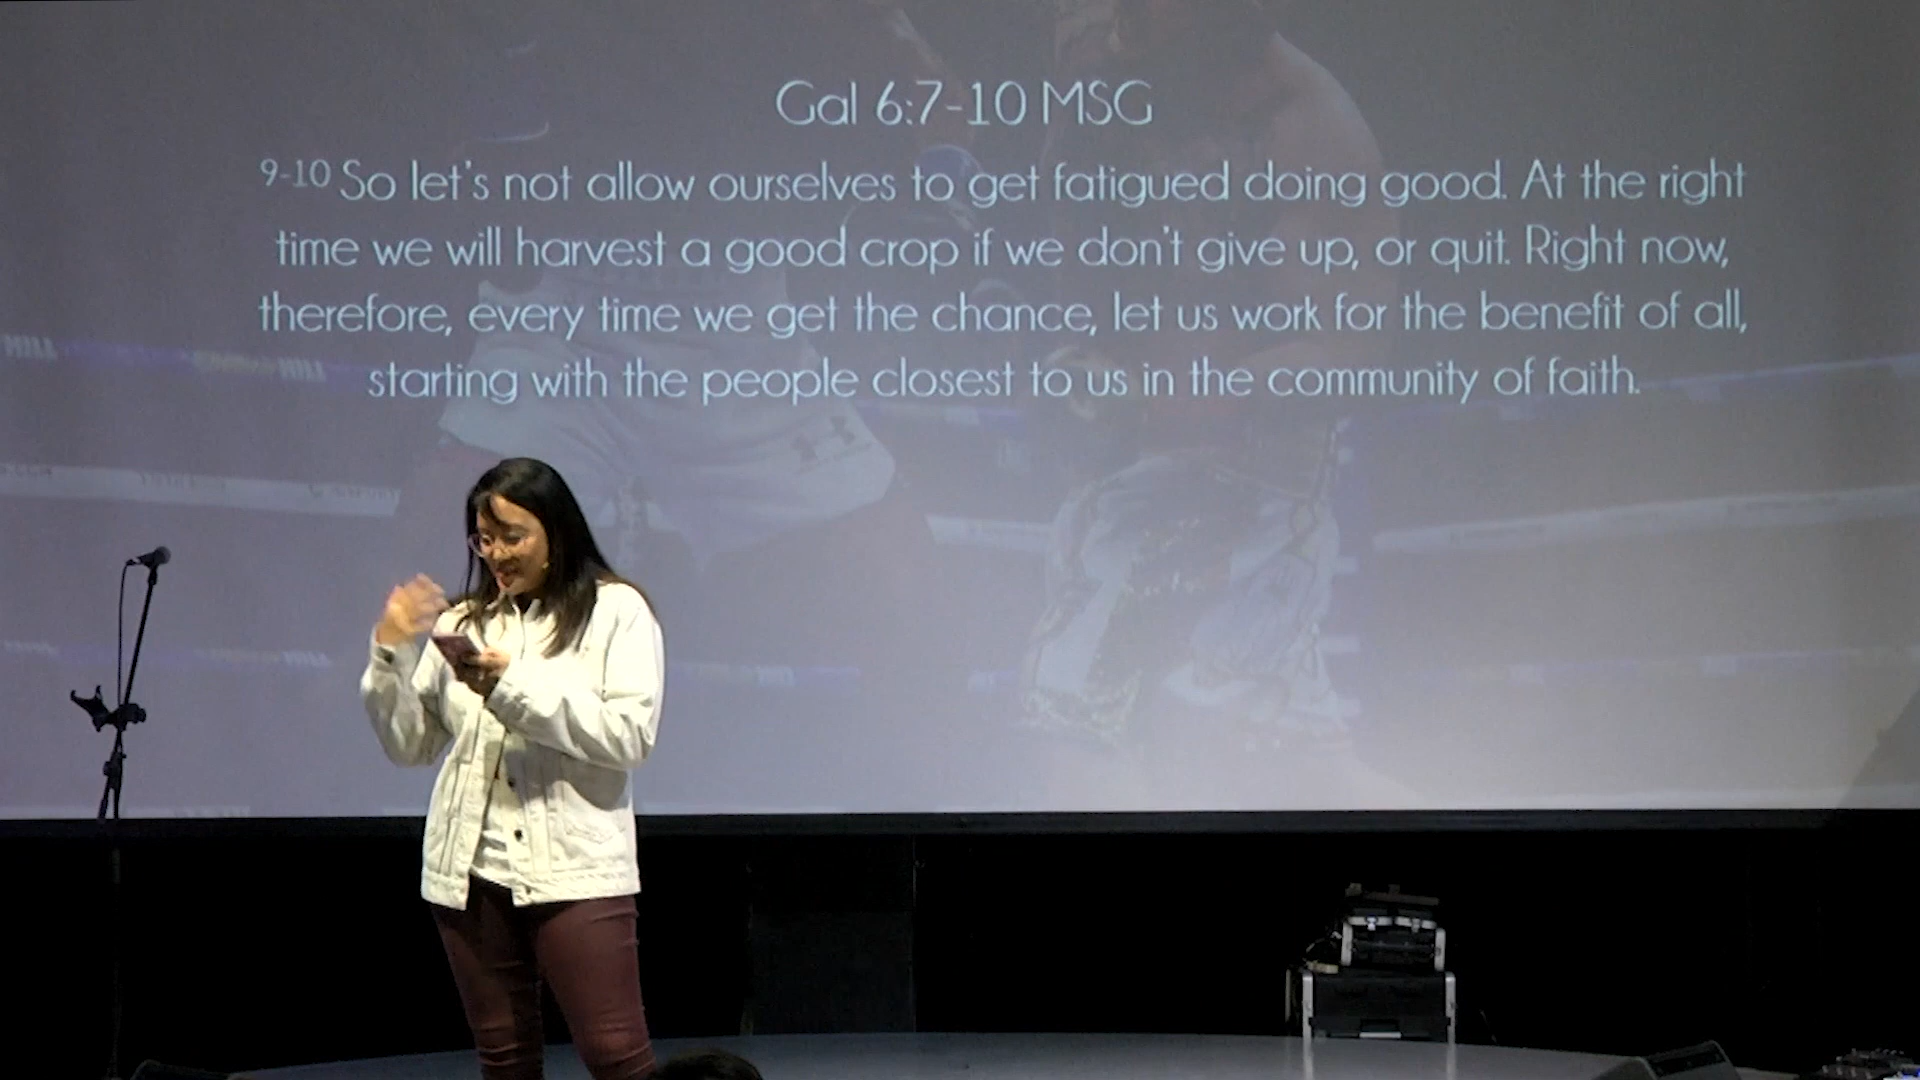 Gal 6:7-10 MSG
9-10 So let's not allow ourselves to get fatigued doing good. At the right
time we will harvest a good crop if we don't give up, or quit. Right now,
therefore, every time we get the chance, let us work for the benefit of all,
starting with the people closest to us in the community of faith.